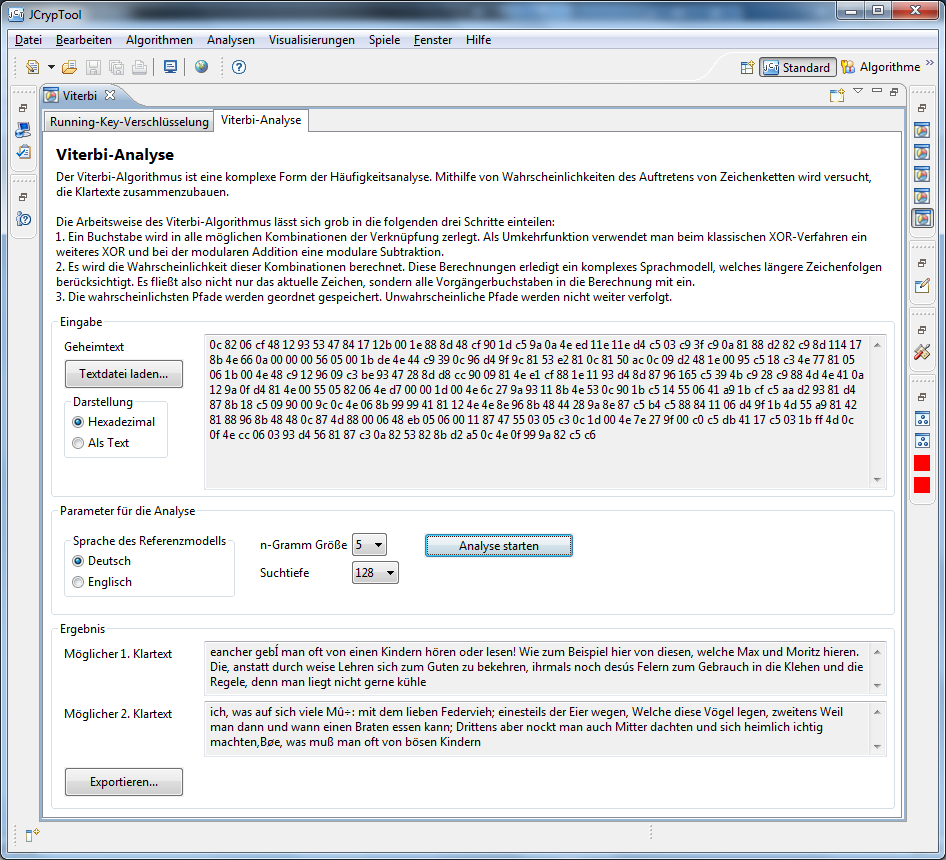 JCrypTool
Datei Bearbeiten Algorithmen Analysen Visualisierungen Spiele Fenster Hilfe
Standard Algorithme »
Viterbi
Running-Key-Verschlüsselung Viterbi-Analyse
Viterbi-Analyse
Der Viterbi-Algorithmus ist eine komplexe Form der Häufigkeitsanalyse. Mithilfe von Wahrscheinlichkeiten des Auftretens von Zeichenketten wird versucht,
die Klartexte zusammenzubauen.
Die Arbeitsweise des Viterbi-Algorithmus lässt sich grob in die folgenden drei Schritte einteilen:
1. Ein Buchstabe wird in alle möglichen Kombinationen der Verknüpfung zerlegt. Als Umkehrfunktion verwendet man beim klassischen XOR-Verfahren ein
weiteres XOR und bei der modularen Addition eine modulare Subtraktion.
2. Es wird die Wahrscheinlichkeit dieser Kombinationen berechnet. Diese Berechnungen erledigt ein komplexes Sprachmodell, welches längere Zeichenfolgen
berücksichtigt. Es fließt also nicht nur das aktuelle Zeichen, sondern alle Vorgängerbuchstaben in die Berechnung mit ein.
3. Die wahrscheinlichsten Pfade werden geordnet gespeichert. Unwahrscheinliche Pfade werden nicht weiter verfolgt.
Eingabe
Geheimtext
Textdatei laden...
Darstellung
Hexadezimal
Als Text
0c 82 06 cf 48 12 93 53 47 84 17 12b 00 1e 88 8d 48 cf 90 1d c5 9a 0a 4e ed 11e 11e d4 c5 03 c9 3f c9 0a 81 88 d2 82 c9 8d 114 17
8b 4e 66 0a 00 00 00 56 05 00 1b de 4e 44 c9 39 0c 96 d4 9f 9c 81 53 e2 81 0c 81 50 ac 0c 09 d2 48 1e 00 95 c5 18 c3 4e 77 81 05
06 1b 00 4e 48 c9 12 96 09 c3 be 93 47 28 8d d8 cc 90 09 81 4e e1 cf 88 1e 11 93 d4 8d 87 96 165 c5 39 4b c9 28 c9 88 4d 4e 41 0a
12 9a 0f d4 81 4e 00 55 05 82 06 4e d7 00 00 1d 00 4e 6c 27 9a 93 11 8b 4e 53 0c 90 1b c5 14 55 06 41 a9 1b cf c5 aa d2 93 81 d4
87 8b 18 c5 09 90 00 9c 0c 4e 06 8b 99 99 41 81 12 4e 4e 8e 96 8b 48 44 28 9a 8e 87 c5 b4 c5 88 84 11 06 d4 9f 1b 4d 55 a9 81 42
81 88 96 8b 48 48 0c 87 4d 88 00 06 48 eb 05 06 00 11 87 47 55 03 05 c3 0c 1d 00 4e 7e 27 9f 00 c0 c5 db 41 17 c5 03 1b ff 4d 0c
0f 4e cc 06 03 93 d4 56 81 87 c3 0a 82 53 82 8b d2 a5 0c 4e 0f 99 9a 82 c5 c6
Parameter für die Analyse
Sprache des Referenzmodells
Deutsch
Englisch
n-Gramm Größe 5
Suchtiefe 128
Analyse starten
Ergebnis
Möglicher 1. Klartext
eancher gebĺ man oft von einen Kindern hören oder lesen! Wie zum Beispiel hier von diesen, welche Max und Moritz hieren.
Die, anstatt durch weise Lehren sich zum Guten zu bekehren, ihrmals noch desús Felern zum Gebrauch in die Klehen und die
Regele, denn man liegt nicht gerne kühle
Möglicher 2. Klartext
ich, was auf sich viele Mû÷: mit dem lieben Federvieh; einesteils der Eier wegen, Welche diese Vögel legen, zweitens Weil
man dann und wann einen Braten essen kann; Drittens aber nockt man auch Mitter dachten und sich heimlich ichtig
machten,Bøe, was muß man oft von bösen Kindern
Exportieren...